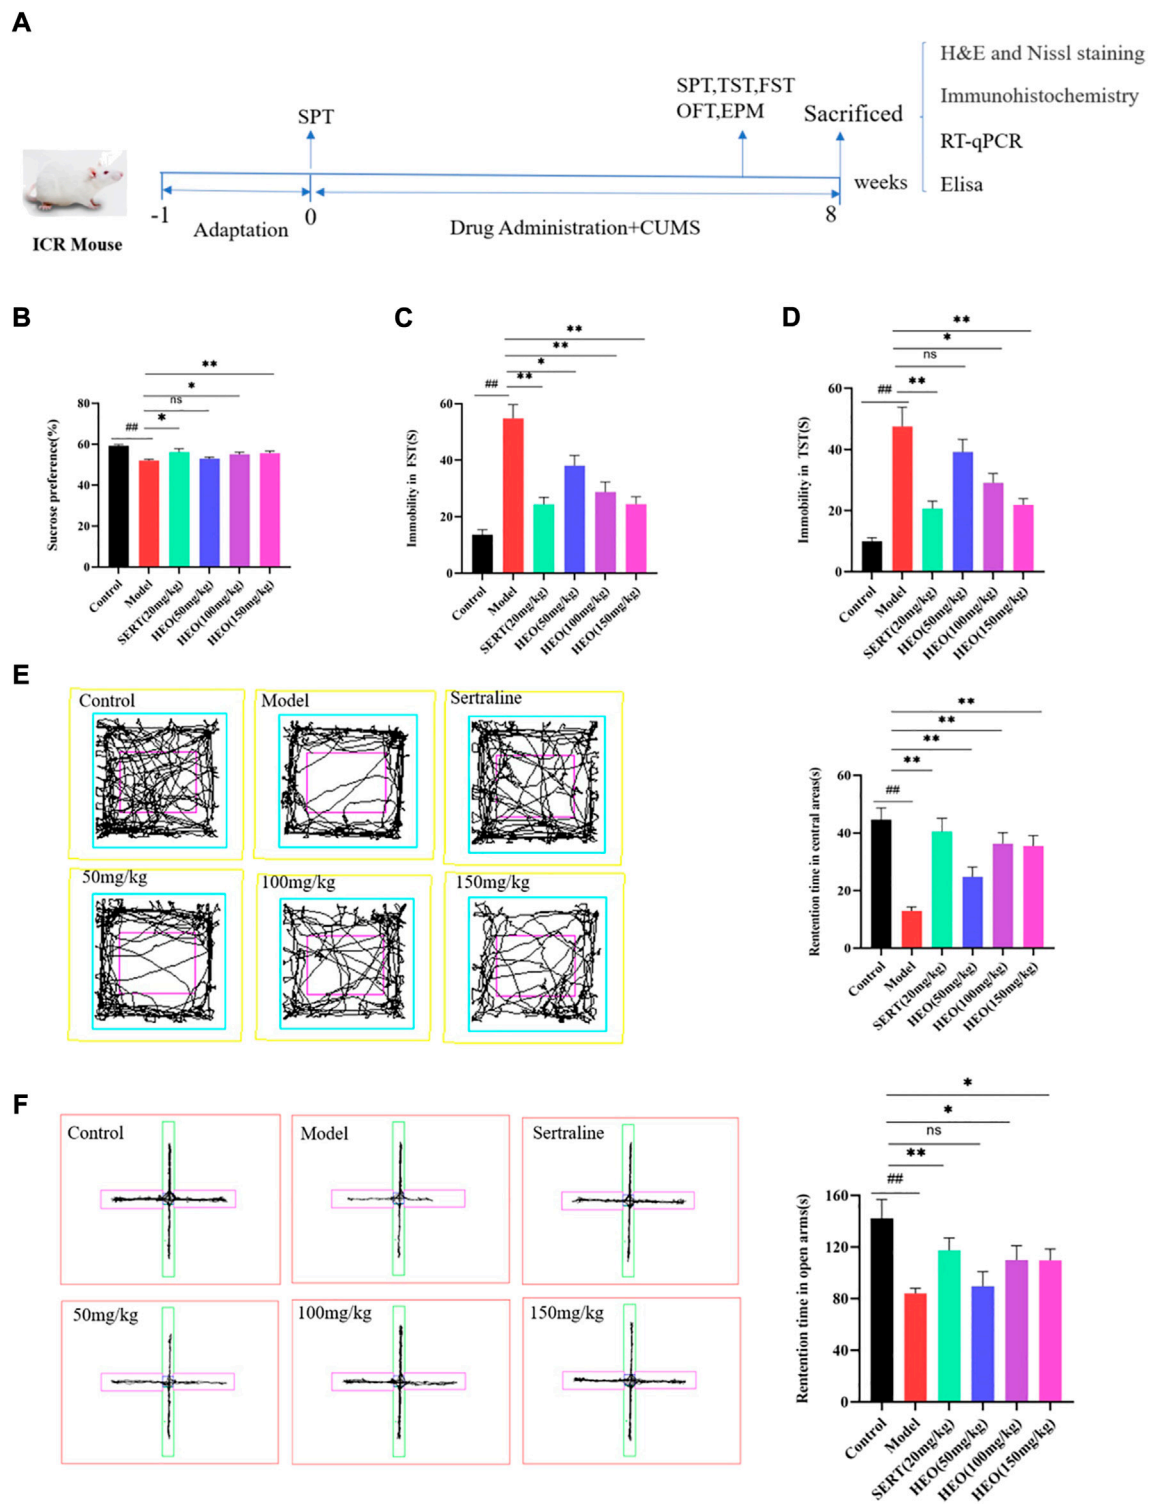 A
SPT
SPT,TST,FST
OFT,EPM
Sacrificed
H&E and Nissl staining
Immunohistochemistry
RT-qPCR
Elisa
weeks
-1
0
8
Adaptation
Drug Administration+CUMS
ICR Mouse
B
**
*
ns
*
##
80
60
40
20
0
Sucrose preference(%)
Control
Model
SERT(20mg/kg)
HEO(50mg/kg)
HEO(100mg/kg)
HEO(150mg/kg)
C
**
**
*
**
##
60
40
20
0
Immobility in FST(S)
Control
Model
SERT(20mg/kg)
HEO(50mg/kg)
HEO(100mg/kg)
HEO(150mg/kg)
D
**
*
ns
**
##
60
40
20
0
Immobility in TST(S)
Control
Model
SERT(20mg/kg)
HEO(50mg/kg)
HEO(100mg/kg)
HEO(150mg/kg)
E
Control
Model
Sertraline
50mg/kg
100mg/kg
150mg/kg
**
**
**
**
##
60
40
20
0
Rentention time in central areas(s)
Control
Model
SERT(20mg/kg)
HEO(50mg/kg)
HEO(100mg/kg)
HEO(150mg/kg)
F
Control
Model
Sertraline
50mg/kg
100mg/kg
150mg/kg
*
*
ns
**
##
160
120
80
40
0
Rentention time in open arms(s)
Control
Model
SERT(20mg/kg)
HEO(50mg/kg)
HEO(100mg/kg)
HEO(150mg/kg)